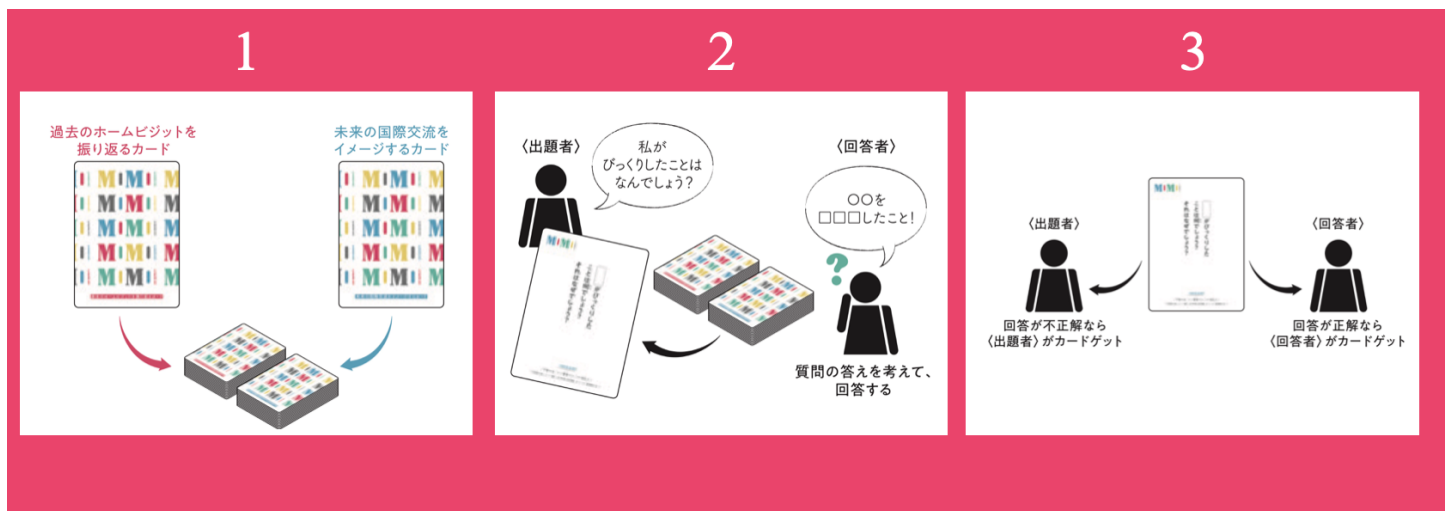 1
過去のホームビジットを
振り返るカード
未来の国際交流を
イメージするカード
2
〈出題者〉
私が
びっくりしたことは
なんでしょう?
〈回答者〉
○○を
□□□したこと!
?
質問の答えを考えて、
回答する
3
〈出題者〉
回答が不正解なら
〈出題者〉がカードゲット
〈回答者〉
回答が正解なら
〈回答者〉がカードゲット